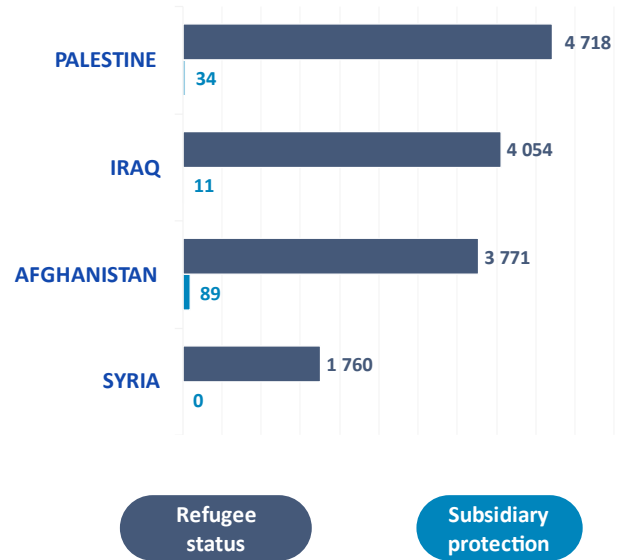 PALESTINE
4 718
34
IRAQ
4 054
11
AFGHANISTAN
3 771
89
SYRIA
1 760
0
Refugee
status
Subsidiary
protection